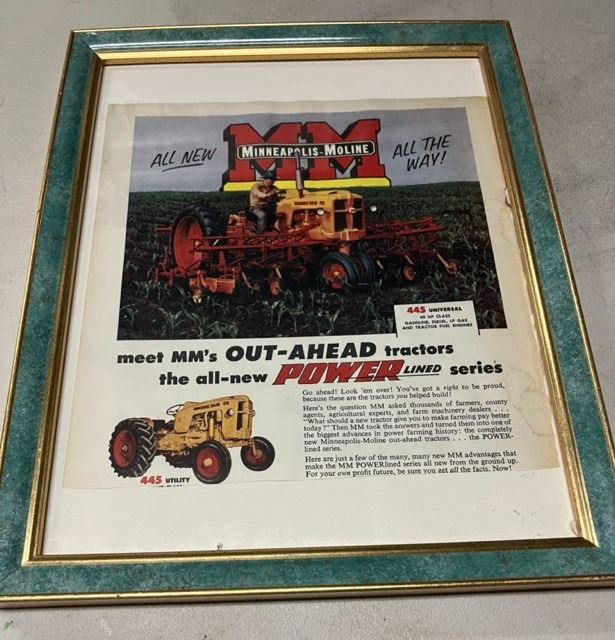 ALL NEW
MM
MINNEAPOLIS-MOLINE
ALL THE
WAY!
445 UNIVERSAL
40 HP CLASS
GASOLINE, DIESEL, LP GAS
AND TRACTOR FUEL ENGINES
meet MM's OUT-AHEAD tractors
the all-new POWERLINED series
Go ahead! Look 'em over! You've got a right to be proud,
because these are the tractors you helped build!
Here's the question MM asked thousands of farmers, county
agents, agricultural experts, and farm machinery dealers . . .
"What should a new tractor give you to make farming pay better
today?" Then MM took the answers and turned them into one of
the biggest advances in power farming history: the completely
new Minneapolis-Moline out-ahead tractors . . . the POWER-
lined series.
Here are just a few of the many, many new MM advantages that
make the MM POWERlined series all new from the ground up.
For your own profit future, be sure you get all the facts. Now!
445 UTILITY